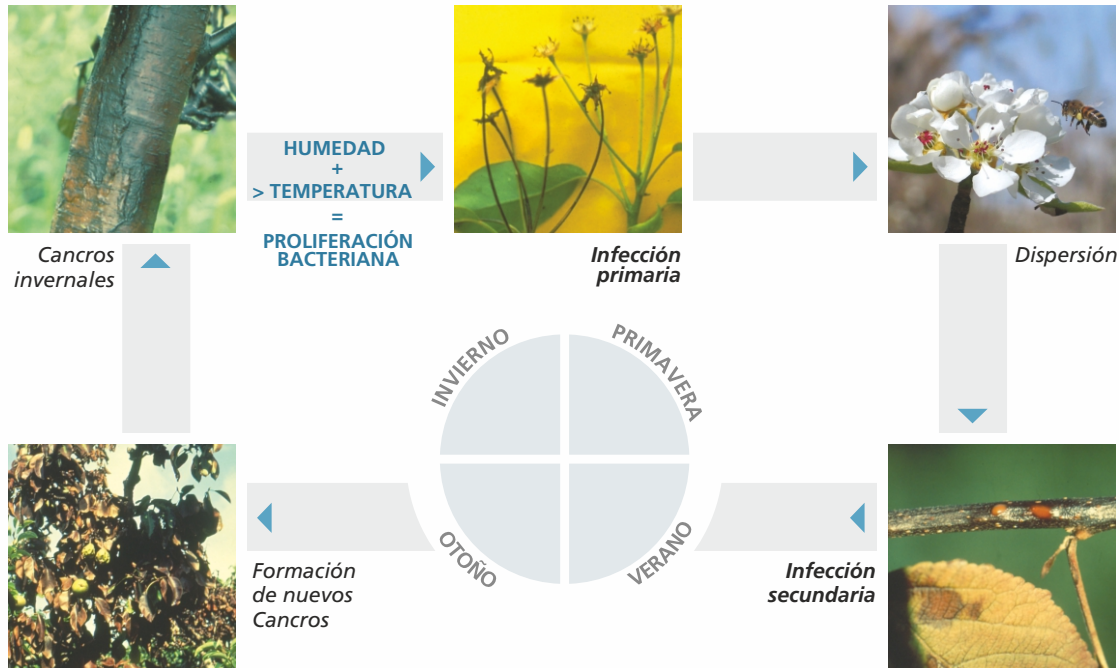 HUMEDAD
+
> TEMPERATURA
=
PROLIFERACIÓN
BACTERIANA
Cancros
invernales
Infección
primaria
Dispersión
INVIERNO
PRIMAVERA
OTOÑO
VERANO
Formación
de nuevos
Cancros
Infección
secundaria